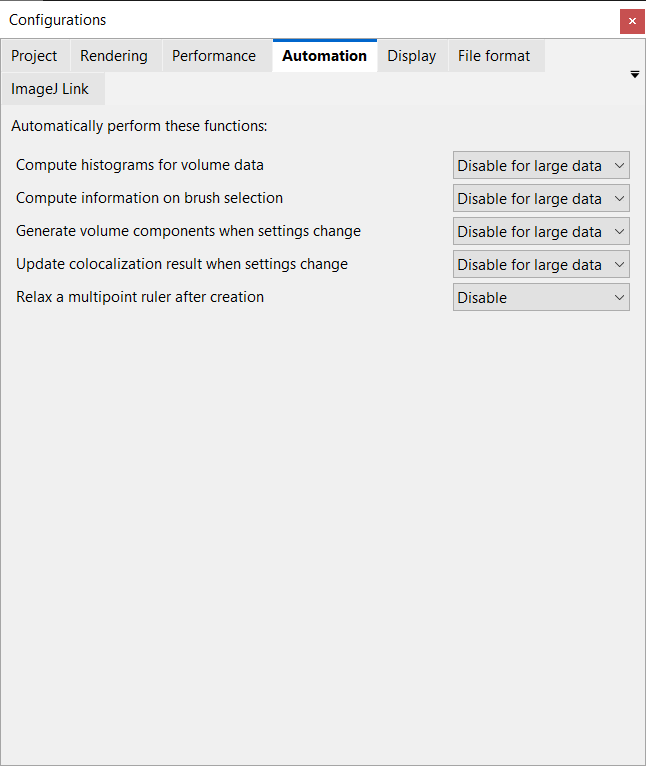 Configurations
Project Rendering Performance Automation Display File format
ImageJ Link
Automatically perform these functions:
Compute histograms for volume data Disable for large data
Compute information on brush selection Disable for large data
Generate volume components when settings change Disable for large data
Update colocalization result when settings change Disable for large data
Relax a multipoint ruler after creation Disable